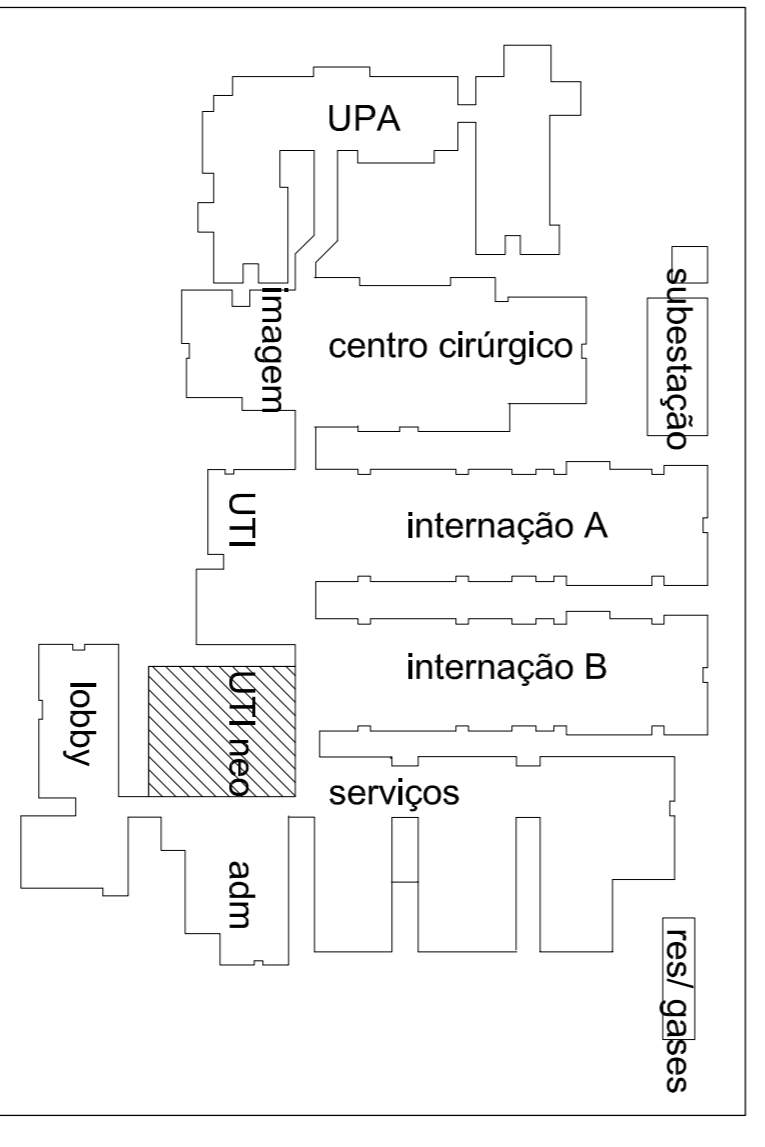 UPA
imagem
centro cirúrgico
subestação
UTI
internação A
internação B
lobby
UTI neo
serviços
adm
res/ gases